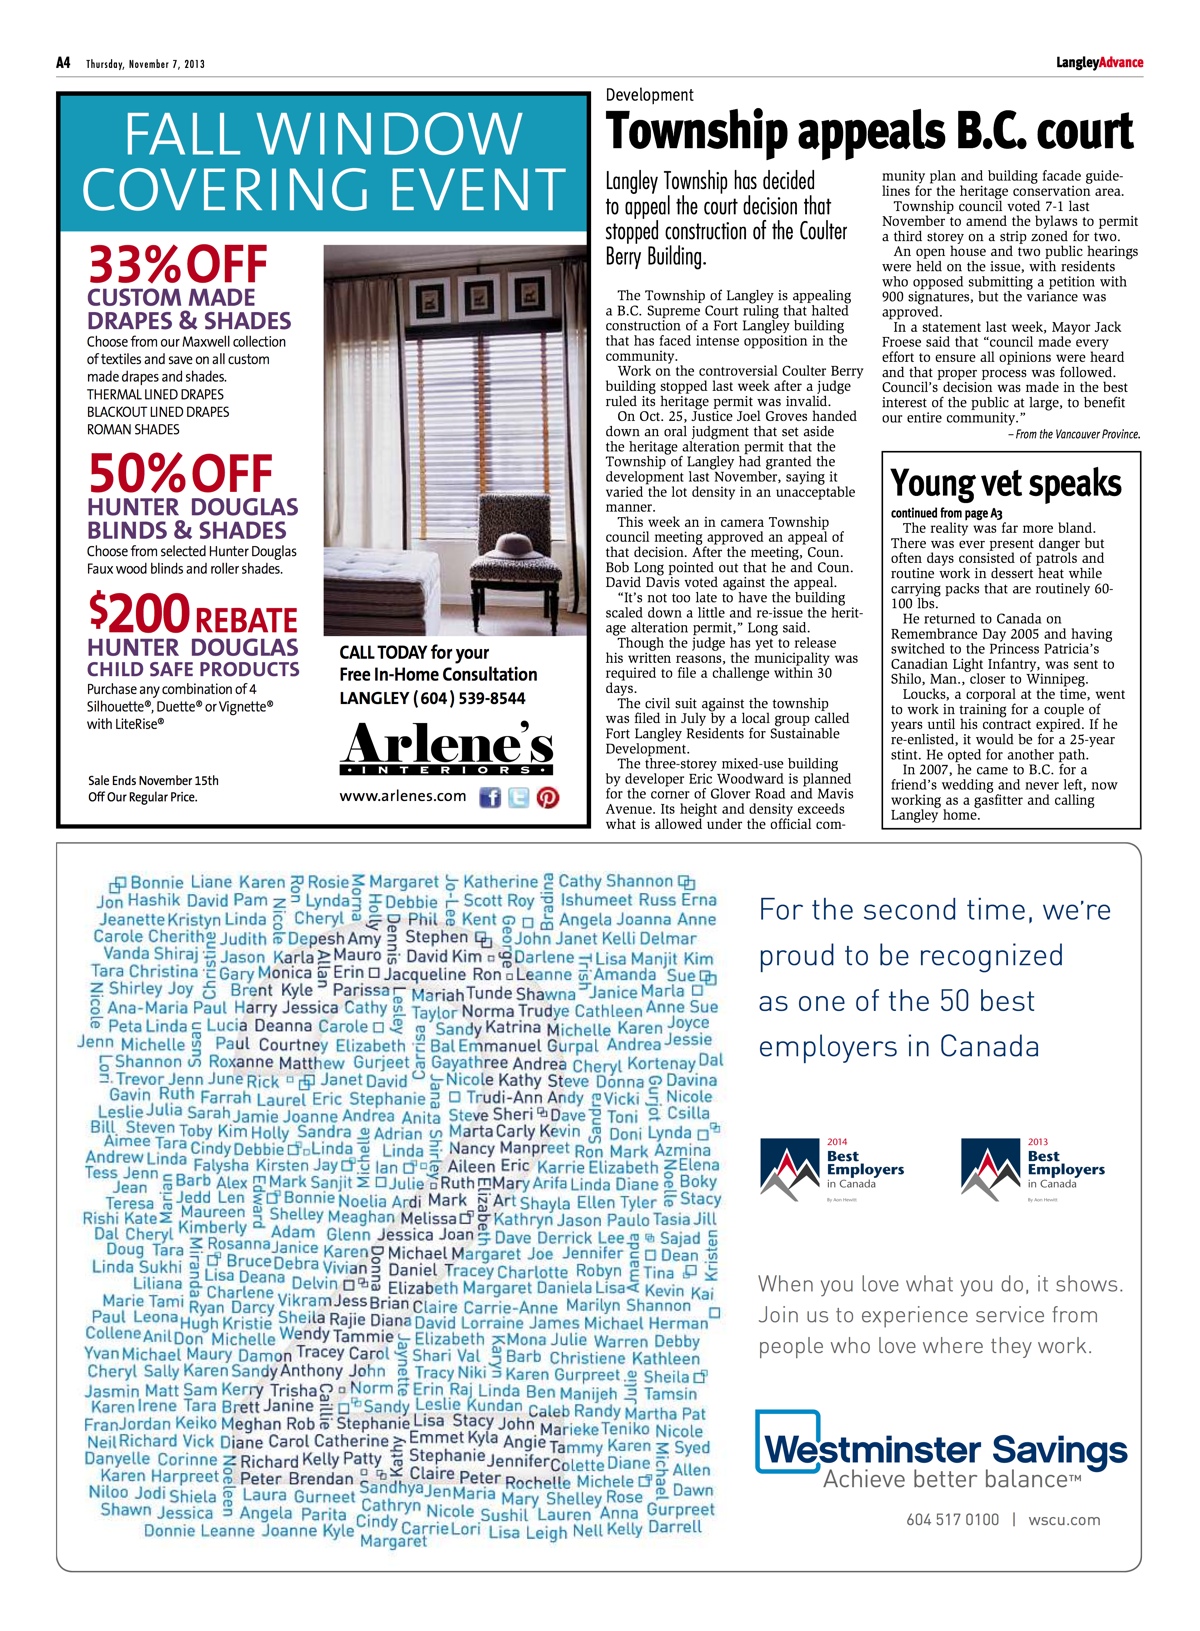 A4 Thursday, November 7, 2013
LangleyAdvance
FALL WINDOW
COVERING EVENT
33% OFF
CUSTOM MADE
DRAPES & SHADES
Choose from our Maxwell collection
of textiles and save on all custom
made drapes and shades.
THERMAL LINED DRAPES
BLACKOUT LINED DRAPES
ROMAN SHADES
50% OFF
HUNTER DOUGLAS
BLINDS & SHADES
Choose from selected Hunter Douglas
Faux wood blinds and roller shades.
$200 REBATE
HUNTER DOUGLAS
CHILD SAFE PRODUCTS
Purchase any combination of 4
Silhouette®, Duette® or Vignette®
with LiteRise®
Sale Ends November 15th
Off Our Regular Price.
CALL TODAY for your
Free In-Home Consultation
LANGLEY (604) 539-8544
Arlene's
INTERIORS
www.arlenes.com
Development
Township appeals B.C. court
Langley Township has decided
to appeal the court decision that
stopped construction of the Coulter
Berry Building.
The Township of Langley is appealing
a B.C. Supreme Court ruling that halted
construction of a Fort Langley building
that has faced intense opposition in the
community.
Work on the controversial Coulter Berry
building stopped last week after a judge
ruled its heritage permit was invalid.
On Oct. 25, Justice Joel Groves handed
down an oral judgment that set aside
the heritage alteration permit that the
Township of Langley had granted the
development last November, saying it
varied the lot density in an unacceptable
manner.
This week an in camera Township
council meeting approved an appeal of
that decision. After the meeting, Coun.
Bob Long pointed out that he and Coun.
David Davis voted against the appeal.
“It’s not too late to have the building
scaled down a little and re-issue the herit-
age alteration permit,” Long said.
Though the judge has yet to release
his written reasons, the municipality was
required to file a challenge within 30
days.
The civil suit against the township
was filed in July by a local group called
Fort Langley Residents for Sustainable
Development.
The three-storey mixed-use building
by developer Eric Woodward is planned
for the corner of Glover Road and Mavis
Avenue. Its height and density exceeds
what is allowed under the official com-
munity plan and building facade guide-
lines for the heritage conservation area.
Township council voted 7-1 last
November to amend the bylaws to permit
a third storey on a strip zoned for two.
An open house and two public hearings
were held on the issue, with residents
who opposed submitting a petition with
900 signatures, but the variance was
approved.
In a statement last week, Mayor Jack
Froese said that “council made every
effort to ensure all opinions were heard
and that proper process was followed.
Council’s decision was made in the best
interest of the public at large, to benefit
our entire community.”
– From the Vancouver Province.
Young vet speaks
continued from page A3
The reality was far more bland.
There was ever present danger but
often days consisted of patrols and
routine work in dessert heat while
carrying packs that are routinely 60-
100 lbs.
He returned to Canada on
Remembrance Day 2005 and having
switched to the Princess Patricia’s
Canadian Light Infantry, was sent to
Shilo, Man., closer to Winnipeg.
Loucks, a corporal at the time, went
to work in training for a couple of
years until his contract expired. If he
re-enlisted, it would be for a 25-year
stint. He opted for another path.
In 2007, he came to B.C. for a
friend’s wedding and never left, now
working as a gasfitter and calling
Langley home.
Bonnie Liane Karen Ron Rosie Morna Margaret Jo-Lee Katherine Bradina Cathy Shannon
Jon Hashik David Pam Nicole Lynda Holly Debbie Scott Roy Ishumeet Russ Erna
Jeanette Kristyn Linda Cheryl Dennis Phil Kent George Angela Joanna Anne
Carole Cherithe Christine Judith Depesh Amy Stephen John Janet Kelli Delmar
Vanda Shiraj Jason Karla Allan Mauro David Kim Darlene Trish Lisa Manjit Kim
Tara Christina Gary Monica Erin Jacqueline Ron Leanne Amanda Sue
Nicole Shirley Joy Brent Kyle Parissa Lesley Mariah Tunde Shawna Janice Marla
Ana-Maria Paul Harry Jessica Cathy Taylor Norma Trudye Cathleen Anne Sue
Peta Linda Susan Lucia Deanna Carole Carrisa Sandy Katrina Michelle Karen Joyce
Jenn Michelle Paul Courtney Elizabeth Bal Emmanuel Gurpal Andrea Jessie
Lori Shannon S Roxanne Matthew Gurjeet Gayathree Andrea Cheryl Kortenay Dal
Trevor Jenn June Rick Janet David Jana Nicole Kathy Steve Donna Gurjot Davina
Gavin Ruth Farrah Laurel Eric Stephanie Trudi-Ann Andy Sandra Vicki Nicole
Leslie Julia Sarah Jamie Joanne Andrea Anita Steve Sheri Dave Toni Csilla
Bill Steven Toby Kim Holly Sandra Michelle Adrian Shirley Marta Carly Kevin Doni Lynda
Aimee Tara Cindy Debbie Linda Linda Nancy Manpreet Ron Mark Azmina
Andrew Linda Falysha Kirsten Jay Ian Aileen Eric Karrie Elizabeth Noelle Elena
Tess Jenn Marian Barb Alex Edward Mark Sanjit Julie Ruth Elizabeth Mary Arifa Linda Diane Boky
Jean Jedd Len Bonnie Noelia Ardi Mark Art Shayla Ellen Tyler Stacy
Teresa Maureen Shelley Meaghan Melissa Kathryn Jason Paulo Tasia Jill
Rishi Kate Kimberly Adam Glenn Jessica Joan Dave Derrick Lee Amanda Sajad Kristen
Dal Cheryl Miranda Rosanna Janice Karen Donna Michael Margaret Joe Jennifer Dean
Doug Tara Bruce Debra Vivian Daniel Tracey Charlotte Robyn Tina
Linda Sukhi Lisa Deana Delvin Elizabeth Margaret Daniela Lisa Kevin Kai
Liliana Charlene Vikram Jess Brian Claire Carrie-Anne Marilyn Shannon
Marie Tami Ryan Darcy Sheila Rajie Diana David Lorraine James Michael Herman
Paul Leona Hugh Kristie Wendy Tammie Jaynette Elizabeth Karyn K Mona Julie Warren Debby
Collene Anil Don Michelle Tracey Carol Shari Val Barb Christiene Kathleen
Yvan Michael Maury Damon Anthony John Tracy Niki Karen Gurpreet Julie Sheila
Cheryl Sally Karen Sandy Trisha Caillie Norm Erin Raj Linda Ben Manijeh Tamsin
Jasmin Matt Sam Kerry Brett Janine Sandy Leslie Kundan Caleb Randy Martha Pat
Karen Irene Tara Meghan Rob Stephanie Lisa Stacy John Marieke Teniko Nicole
Fran Jordan Keiko Diane Carol Catherine Kathy Emmet Kyla Angie Tammy Karen Michael Syed
Neil Richard Vick Richard Kelly Patty Stephanie Jennifer Colette Diane Allen
Danyelle Corinne Noeleen Peter Brendan Claire Peter Rochelle Michele Dawn
Karen Harpreet Laura Gurneet Sandhya Jen Maria Mary Shelley Rose
Niloo Jodi Shiela Angela Parita Cathryn Nicole Sushil Lauren Anna Gurpreet
Shawn Jessica Cindy Carrie Lori Lisa Leigh Nell Kelly Darrell
Donnie Leanne Joanne Kyle Margaret
For the second time, we’re
proud to be recognized
as one of the 50 best
employers in Canada
2014
Best
Employers
in Canada
By Aon Hewitt
2013
Best
Employers
in Canada
By Aon Hewitt
When you love what you do, it shows.
Join us to experience service from
people who love where they work.
Westminster Savings
Achieve better balance™
604 517 0100 | wscu.com